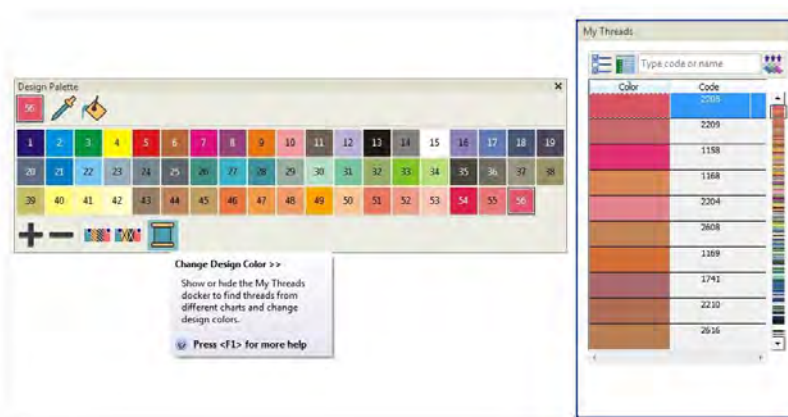 My Threads
Type code or name
Color Code
2205
2209
1158
1168
2204
2608
1169
1741
2210
2616
Design Palette
56
1 2 3 4 5 6 7 8 9 10 11 12 13 14 15 16 17 18 19
20 21 22 23 24 25 26 27 28 29 30 31 32 33 34 35 36 37 38
39 40 41 42 43 44 45 46 47 48 49 50 51 52 53 54 55 56
Change Design Color >>
Show or hide the My Threads
docker to find threads from
different charts and change
design colors.
Press <F1> for more help